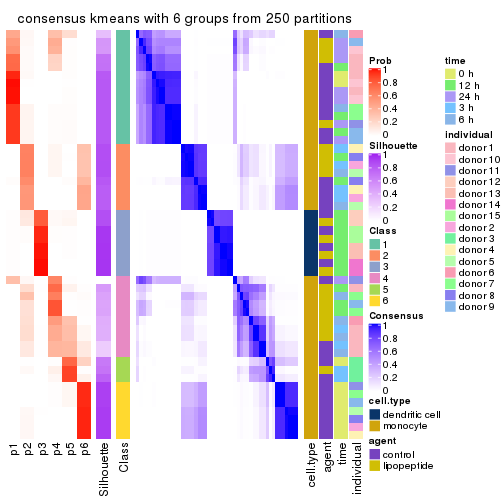 consensus kmeans with 6 groups from 250 partitions
Prob
1
0.8
0.6
0.4
0.2
0
Silhouette
1
0.8
0.6
0.4
0.2
0
Class
1
2
3
4
5
6
Consensus
1
0.8
0.6
0.4
0.2
0
cell.type
dendritic cell
monocyte
agent
control
lipopeptide
time
0 h
12 h
24 h
3 h
6 h
individual
donor 1
donor 10
donor 11
donor 12
donor 13
donor 14
donor 15
donor 2
donor 3
donor 4
donor 5
donor 6
donor 7
donor 8
donor 9
p1
p2
p3
p4
p5
p6
Silhouette
Class
cell.type
agent
time
individual